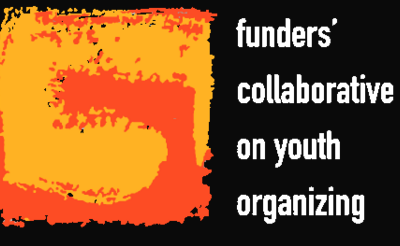 funders’
collaborative
on youth
organizing